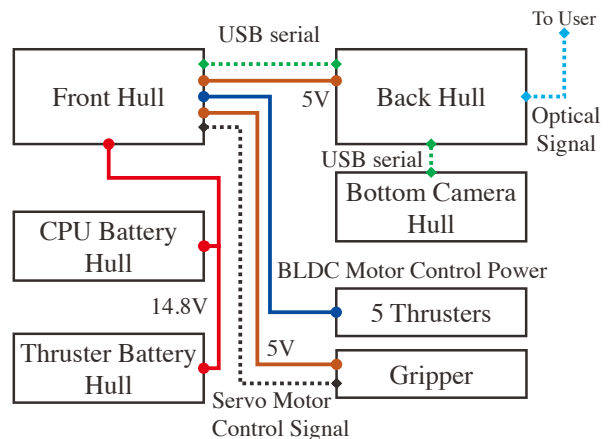 To User
USB serial
Front Hull
5V
Back Hull
Optical
Signal
USB serial
Bottom Camera
Hull
CPU Battery
Hull
BLDC Motor Control Power
14.8V
5 Thrusters
Thruster Battery
Hull
5V
Gripper
Servo Motor
Control Signal